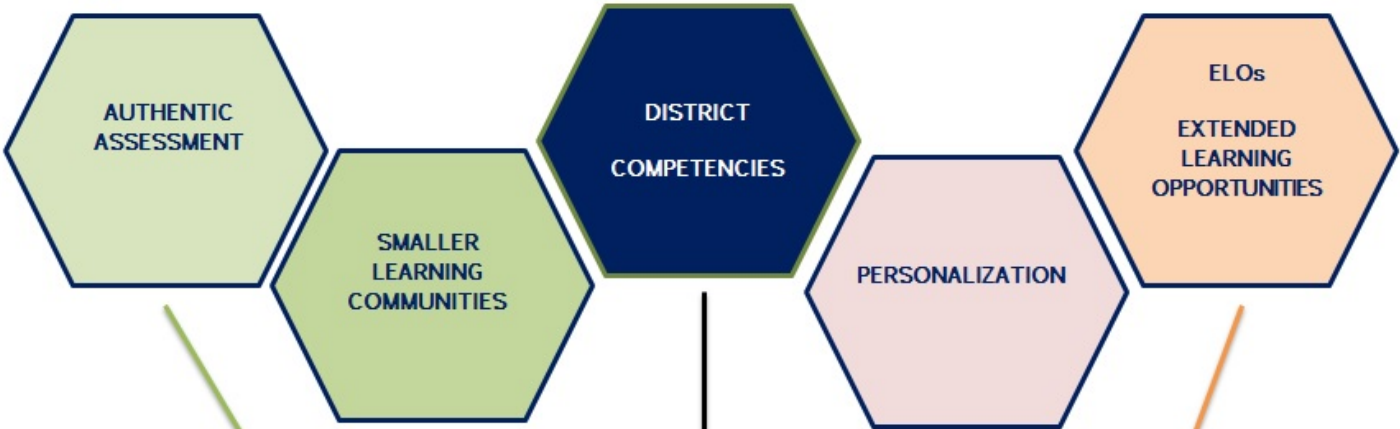 AUTHENTIC
ASSESSMENT
SMALLER
LEARNING
COMMUNITIES
DISTRICT
COMPETENCIES
PERSONALIZATION
ELOs
EXTENDED
LEARNING
OPPORTUNITIES